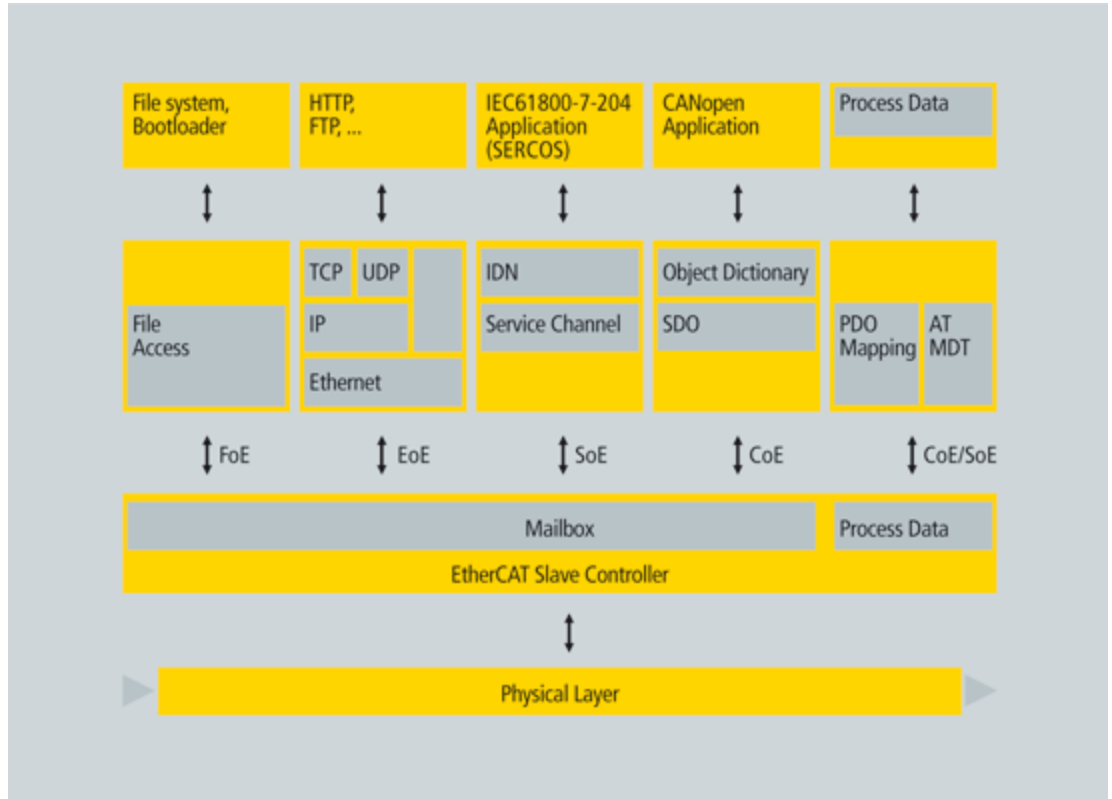 File system,
Bootloader
HTTP,
FTP, ...
IEC61800-7-204
Application
(SERCOS)
CANopen
Application
Process Data
File
Access
TCP
UDP
IP
Ethernet
IDN
Service Channel
Object Dictionary
SDO
PDO
Mapping
AT
MDT
FoE
EoE
SoE
CoE
CoE/SoE
Mailbox
Process Data
EtherCAT Slave Controller
Physical Layer